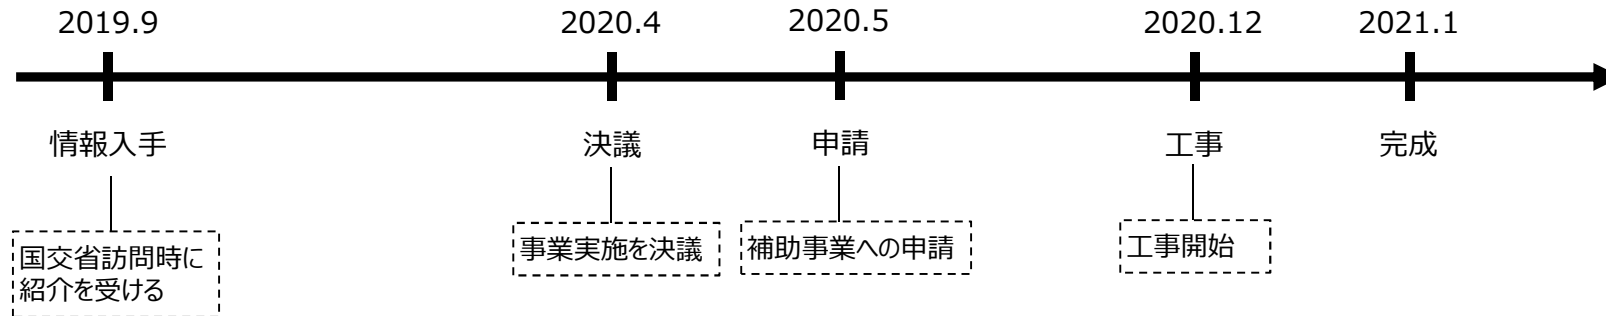 2019.9
2020.4
2020.5
2020.12
2021.1
情報入手
決議
申請
工事
完成
国交省訪問時に
紹介を受ける
事業実施を決議
補助事業への申請
工事開始